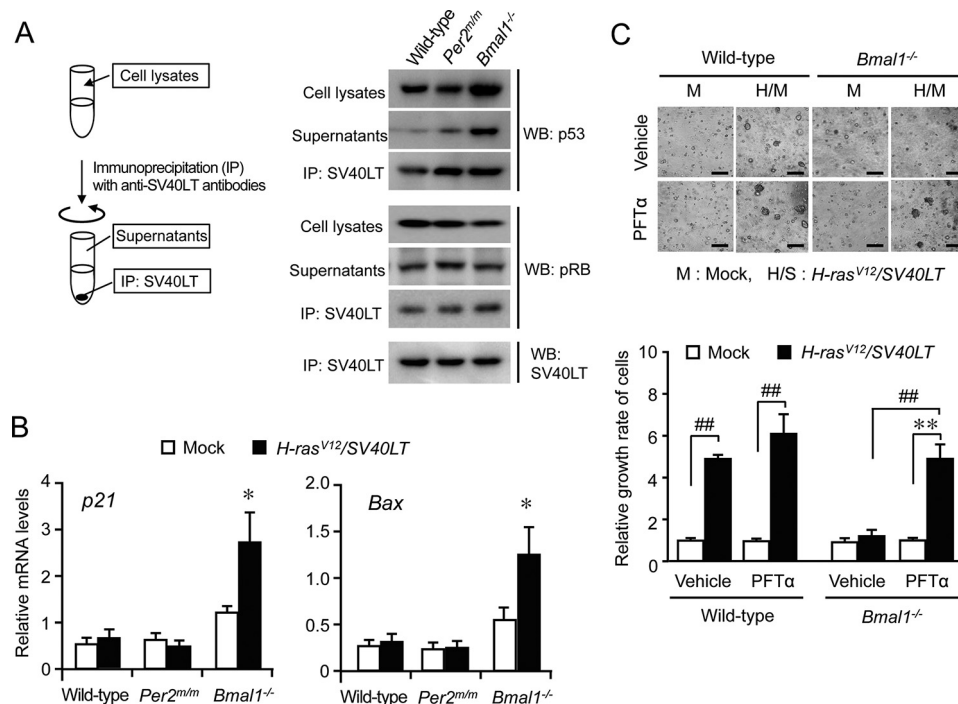 A
Cell lysates
Immunoprecipitation (IP)
with anti-SV40LT antibodies
Supernatants
IP: SV40LT
Wild-type
Per2m/m
Bmal1-/-
Cell lysates
Supernatants
IP: SV40LT
WB: p53
Cell lysates
Supernatants
IP: SV40LT
WB: pRB
IP: SV40LT
WB:
SV40LT
B
Mock H-rasV12/SV40LT
Relative mRNA levels
p21
4
3
2
1
0
Wild-type Per2m/m Bmal1-/-
*
Bax
2.0
1.5
1.0
0.5
0
Wild-type Per2m/m Bmal1-/-
*
C
Wild-type Bmal1-/-
M H/M M H/M
Vehicle
PFTα
M : Mock, H/S : H-rasV12/SV40LT
Mock H-rasV12/SV40LT
Relative growth rate of cells
10
8
6
4
2
0
## ## ## **
Vehicle PFTα Vehicle PFTα
Wild-type Bmal1-/-